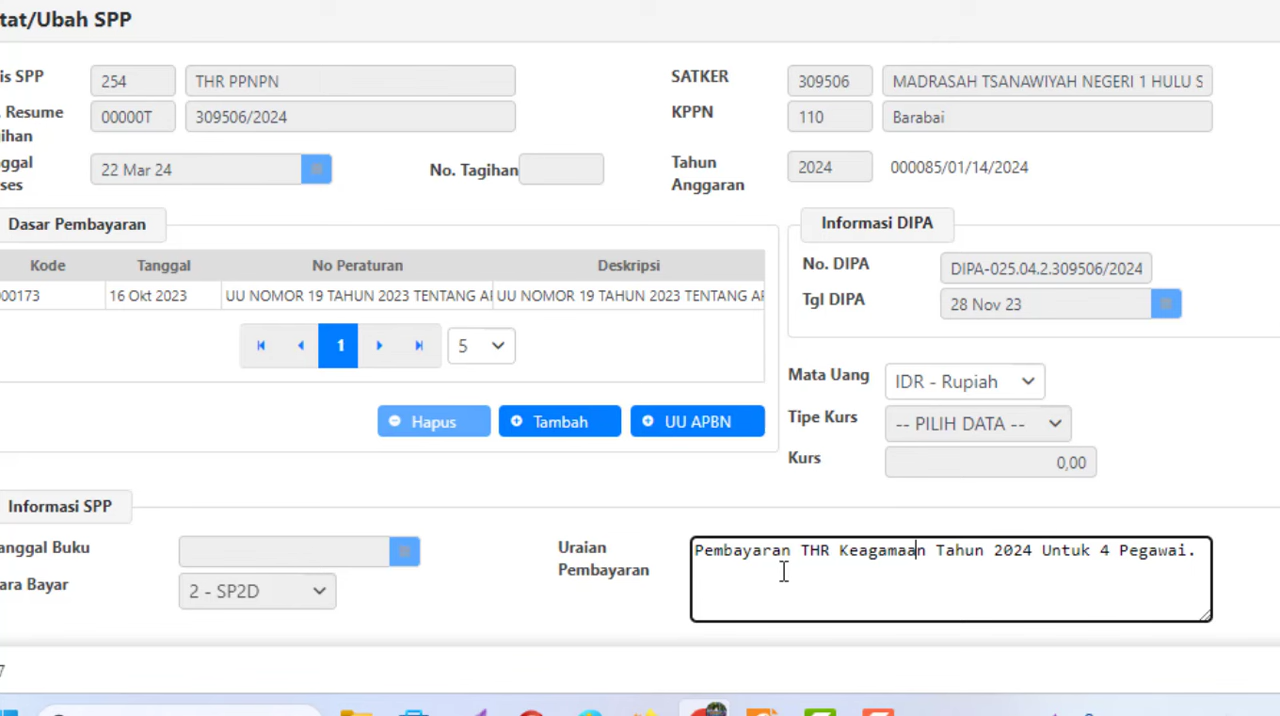 tat/Ubah SPP
is SPP 254 THR PPNPN SATKER 309506 MADRASAH TSANAWIYAH NEGERI 1 HULU S
. Resume 00000T 309506/2024 KPPN 110 Barabai
ihan
ggal 22 Mar 24 No. Tagihan Tahun 2024 000085/01/14/2024
ses Anggaran
Dasar Pembayaran Informasi DIPA
Kode Tanggal No Peraturan Deskripsi No. DIPA DIPA-025.04.2.309506/2024
00173 16 Okt 2023 UU NOMOR 19 TAHUN 2023 TENTANG AI UU NOMOR 19 TAHUN 2023 TENTANG AF Tgl DIPA 28 Nov 23
1 5
Mata Uang IDR - Rupiah
Hapus Tambah UU APBN Tipe Kurs -- PILIH DATA --
Kurs 0,00
Informasi SPP
anggal Buku Uraian Pembayaran THR Keagamaan Tahun 2024 Untuk 4 Pegawai.
ara Bayar 2 - SP2D Pembayaran
7